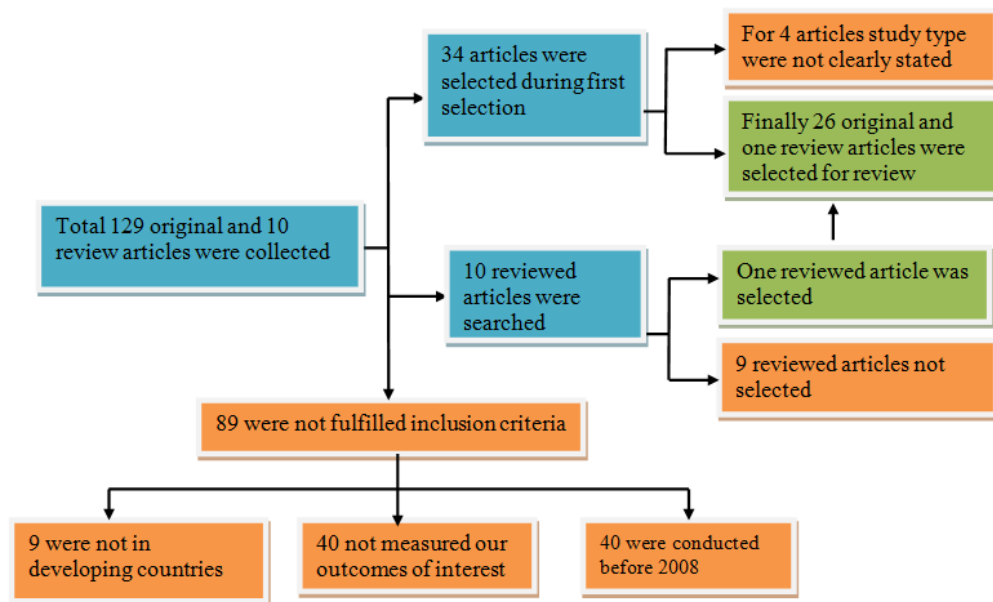 34 articles were
selected during first
selection
For 4 articles study type
were not clearly stated
Finally 26 original and
one review articles were
selected for review
Total 129 original and 10
review articles were collected
10 reviewed
articles were
searched
One reviewed article was
selected
9 reviewed articles not
selected
89 were not fulfilled inclusion criteria
9 were not in
developing countries
40 not measured our
outcomes of interest
40 were conducted
before 2008